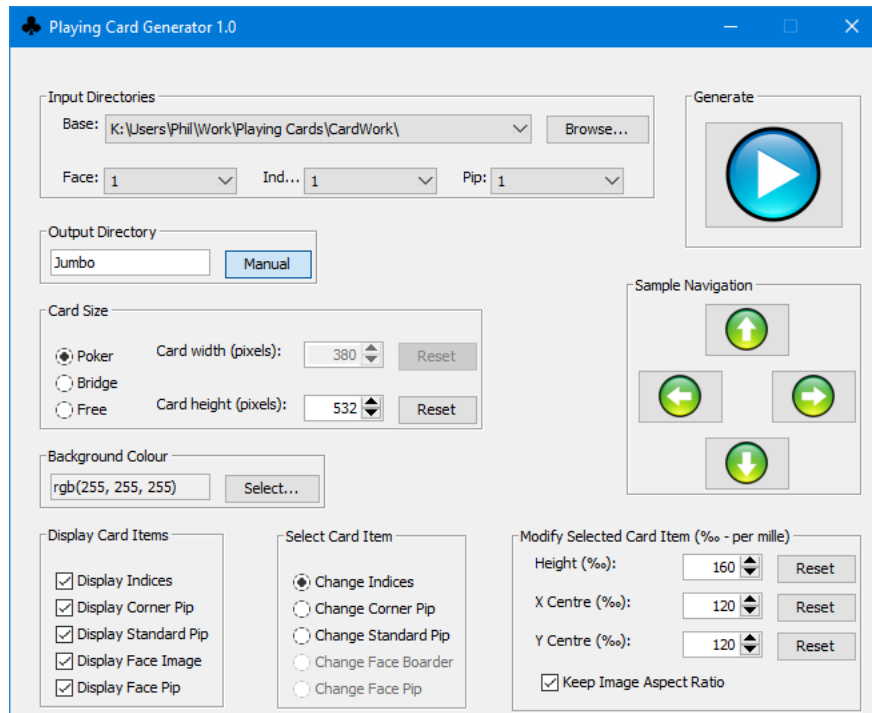 Playing Card Generator 1.0
Input Directories
Base: K:\Users\Phil\Work\Playing Cards\CardWork\ Browse...
Face: 1 Ind... 1 Pip: 1
Generate
Output Directory
Jumbo Manual
Card Size
Poker
Bridge
Free
Card width (pixels): 380 Reset
Card height (pixels): 532 Reset
Sample Navigation
Background Colour
rgb(255, 255, 255) Select...
Display Card Items
Display Indices
Display Corner Pip
Display Standard Pip
Display Face Image
Display Face Pip
Select Card Item
Change Indices
Change Corner Pip
Change Standard Pip
Change Face Boarder
Change Face Pip
Modify Selected Card Item (‰ - per mille)
Height (‰): 160 Reset
X Centre (‰): 120 Reset
Y Centre (‰): 120 Reset
Keep Image Aspect Ratio